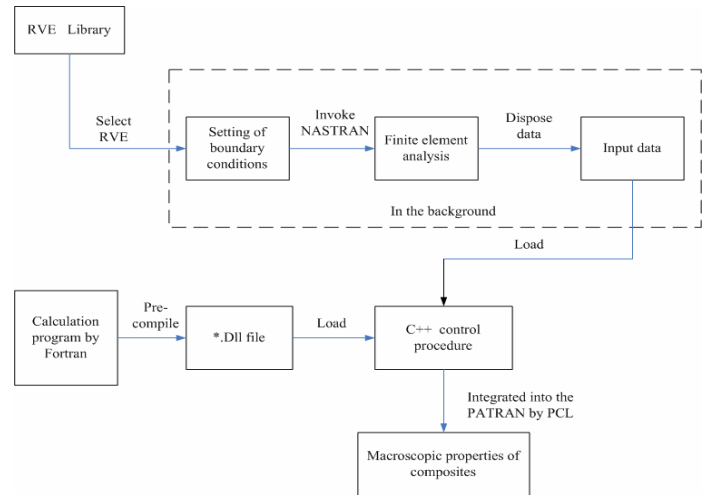 RVE Library
Select
RVE
Setting of
boundary
conditions
Invoke
NASTRAN
Finite element
analysis
Dispose
data
Input data
In the background
Load
Calculation
program by
Fortran
Pre-
compile
*.Dll file
Load
C++ control
procedure
Integrated into the
PATRAN by PCL
Macroscopic properties of
composites